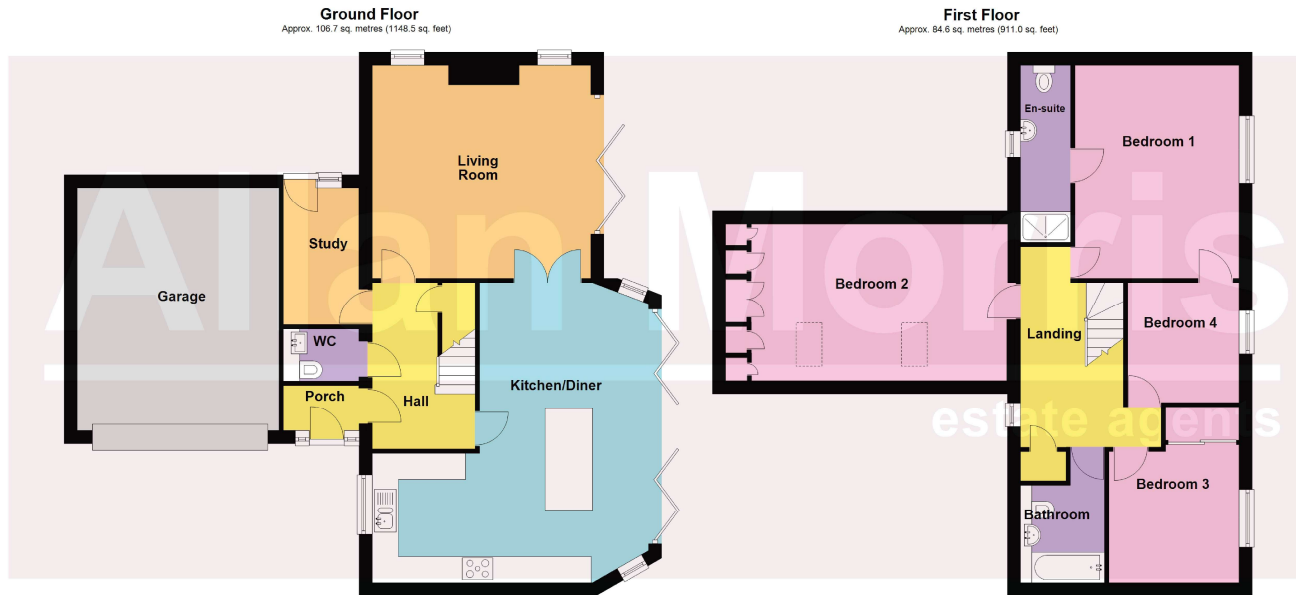 Ground Floor
Approx. 106.7 sq. metres (1148.5 sq. feet)
Living
Room
Study
Garage
WC
Porch
Hall
Kitchen/Diner
First Floor
Approx. 84.6 sq. metres (911.0 sq. feet)
En-suite
Bedroom 1
Bedroom 2
Landing
Bedroom 4
Bedroom 3
Bathroom
Allan Morris
estate agents